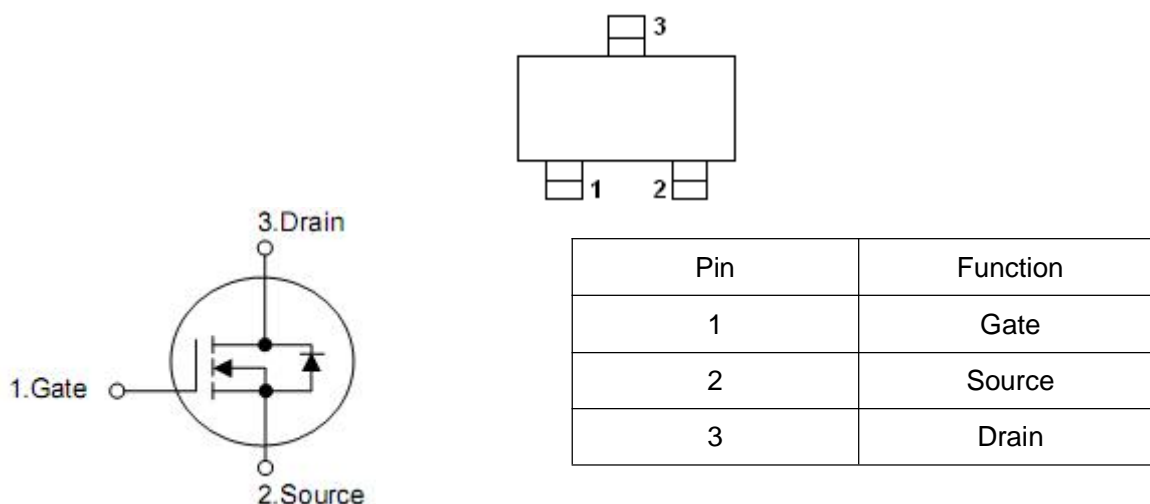 3
1
2
3.Drain
1.Gate
2.Source
Pin Function
1 Gate
2 Source
3 Drain